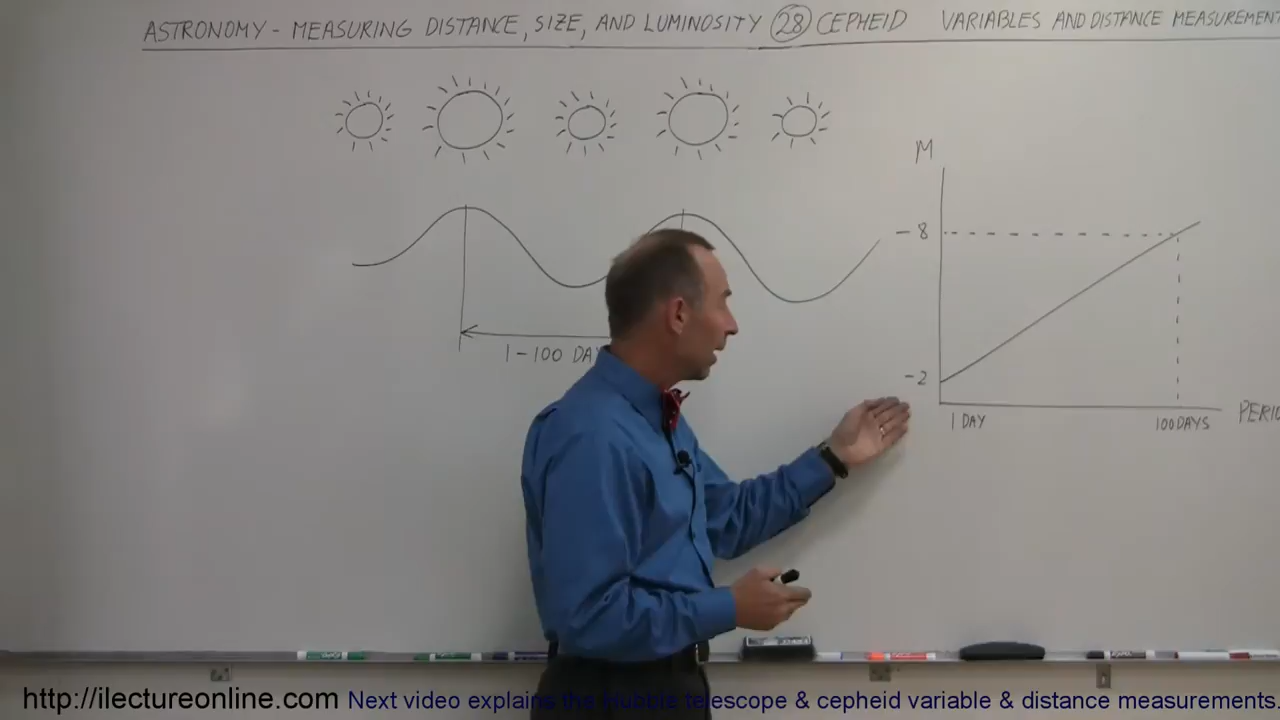 ASTRONOMY - MEASURING DISTANCE, SIZE, AND LUMINOSITY 28 CEPHEID VARIABLES AND DISTANCE MEASUREMENT
M
-8
1-100 DA
-2
1 DAY
100 DAYS
PERIO
http://ilectureonline.com Next video explains the Hubble telescope & cepheid variable & distance measurements.